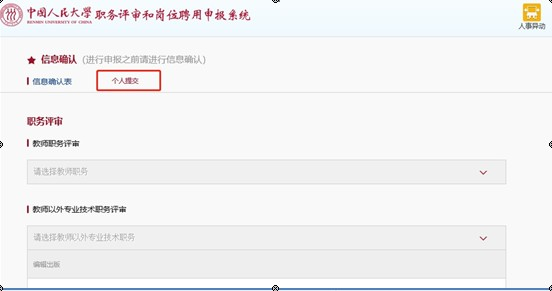 中国人民大学 职务评审和岗位聘用申报系统
RENMIN UNIVERSITY OF CHINA
人事异动
★ 信息确认 (进行申报之前请进行信息确认)
信息确认表 个人提交
职务评审
教师职务评审
请选择教师职务
教师以外专业技术职务评审
请选择教师以外专业技术职务
编辑出版